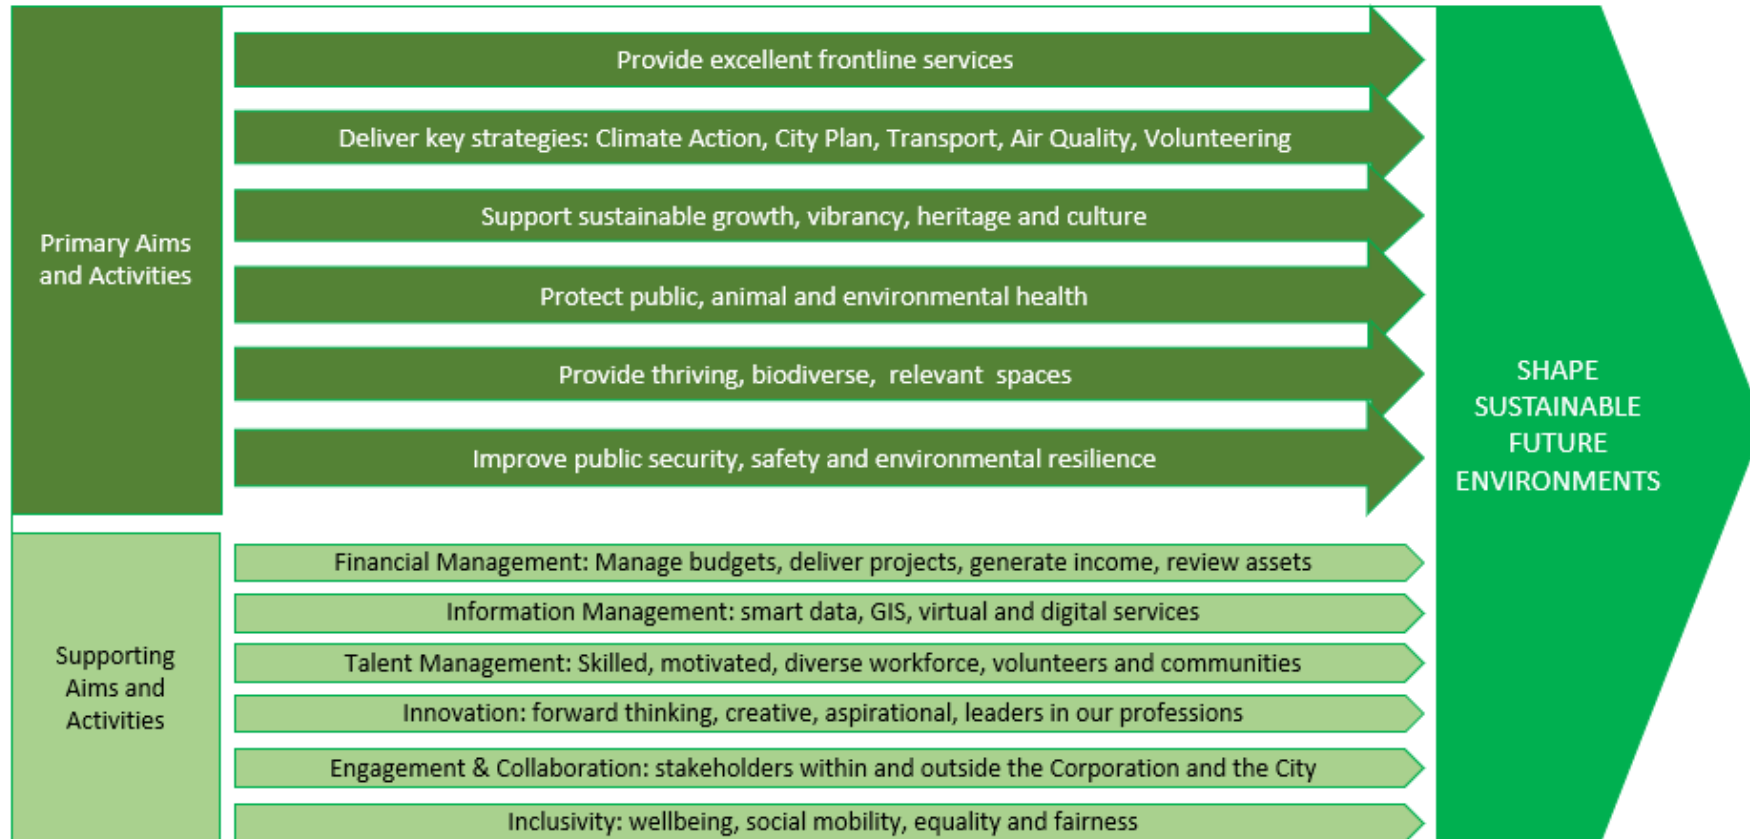 Primary Aims
and Activities
Provide excellent frontline services
Deliver key strategies: Climate Action, City Plan, Transport, Air Quality, Volunteering
Support sustainable growth, vibrancy, heritage and culture
Protect public, animal and environmental health
Provide thriving, biodiverse, relevant spaces
Improve public security, safety and environmental resilience
Supporting
Aims and
Activities
Financial Management: Manage budgets, deliver projects, generate income, review assets
Information Management: smart data, GIS, virtual and digital services
Talent Management: Skilled, motivated, diverse workforce, volunteers and communities
Innovation: forward thinking, creative, aspirational, leaders in our professions
Engagement & Collaboration: stakeholders within and outside the Corporation and the City
Inclusivity: wellbeing, social mobility, equality and fairness
SHAPE
SUSTAINABLE
FUTURE
ENVIRONMENTS